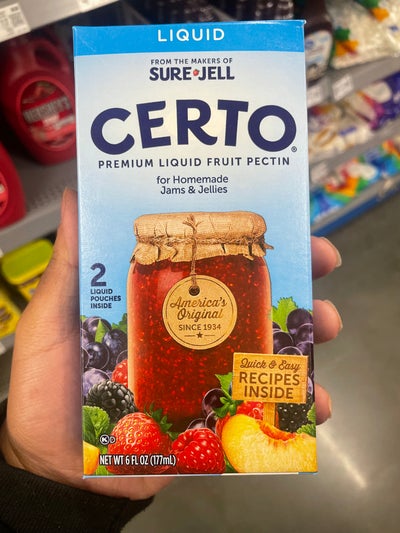 LIQUID
FROM THE MAKERS OF
SURE-JELL
CERTO®
PREMIUM LIQUID FRUIT PECTIN
for Homemade
Jams & Jellies
2
LIQUID
POUCHES
INSIDE
America's
Original
SINCE 1934
Quick & Easy
RECIPES
INSIDE
K D
NET WT 6 FL OZ (177mL)
HERSHEY'S